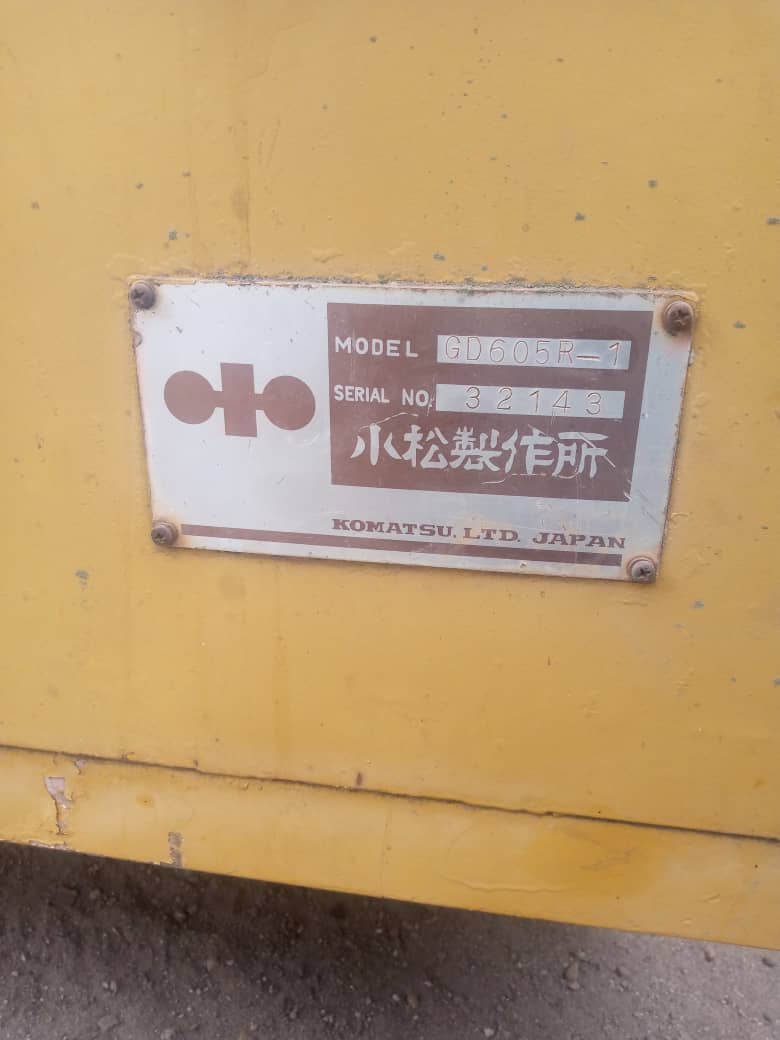 MODEL GD605R-1
SERIAL NO. 32143
小松製作所
KOMATSU. LTD. JAPAN